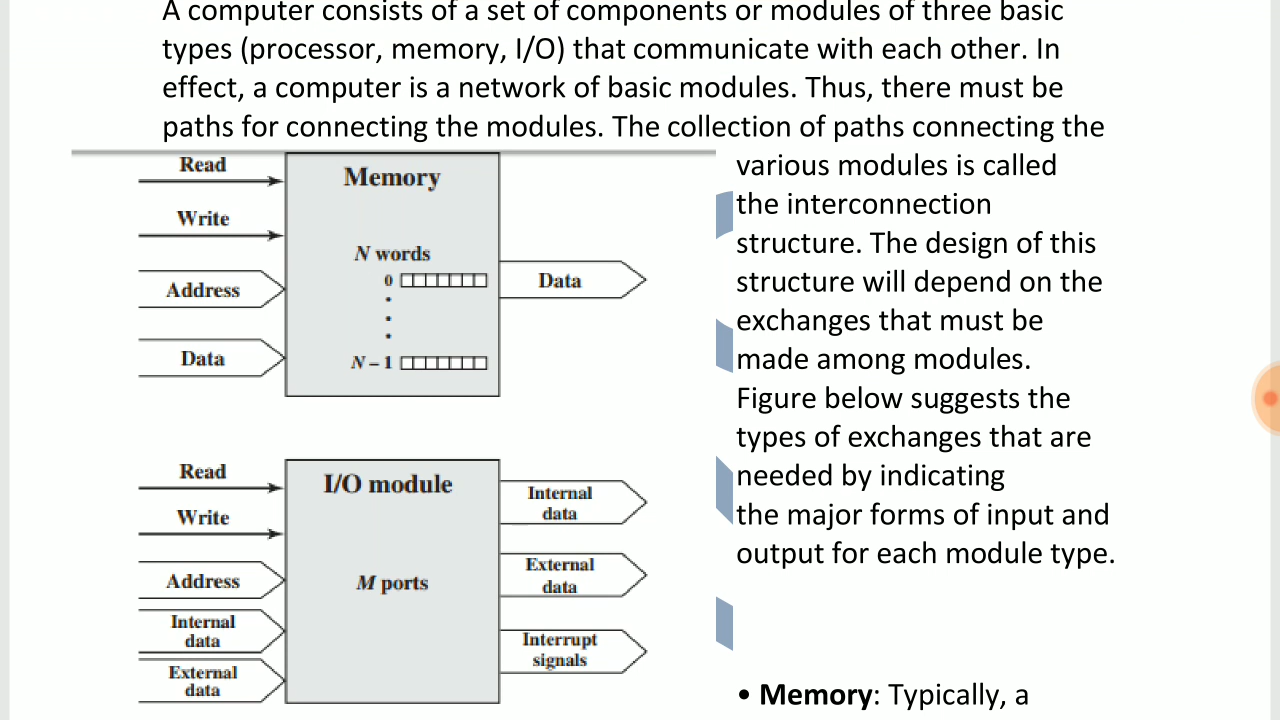 A computer consists of a set of components or modules of three basic
types (processor, memory, I/O) that communicate with each other. In
effect, a computer is a network of basic modules. Thus, there must be
paths for connecting the modules. The collection of paths connecting the
various modules is called
the interconnection
structure. The design of this
structure will depend on the
exchanges that must be
made among modules.
Figure below suggests the
types of exchanges that are
needed by indicating
the major forms of input and
output for each module type.
• Memory: Typically, a
Read
Write
Address
Data
Memory
N words
0
N – 1
Data
Read
Write
Address
Internal
data
External
data
I/O module
M ports
Internal
data
External
data
Interrupt
signals